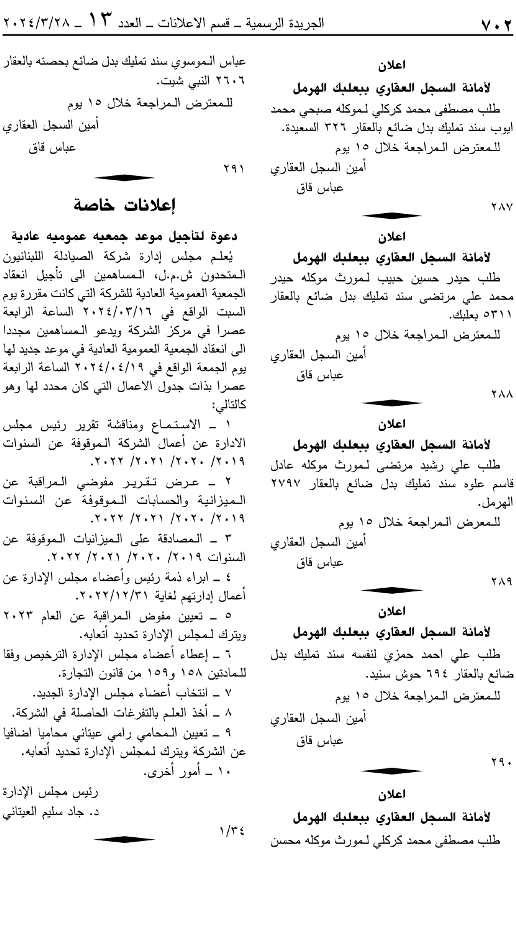 ٧٠٢
الجريدة الرسمية – قسم الاعلانات – العدد ١٣ – ٢٠٢٤/٣/٢٨
اعلان
لأمانة السجل العقاري ببعلبك الهرمل
طلب مصطفى محمد كركلي لموكله صبحي محمد
ايوب سند تمليك بدل ضائع بالعقار ٣٢٦ السعيدة.
للمعترض المراجعة خلال ١٥ يوم
أمين السجل العقاري
عباس قاق
٢٨٧
اعلان
لأمانة السجل العقاري ببعلبك الهرمل
طلب حيدر حسين حبيب لمورث موكله حيدر
محمد علي مرتضى سند تمليك بدل ضائع بالعقار
٥٣١١ بعلبك.
للمعترض المراجعة خلال ١٥ يوم
أمين السجل العقاري
عباس قاق
٢٨٨
اعلان
لأمانة السجل العقاري ببعلبك الهرمل
طلب علي رشيد مرتضى لمورث موكله عادل
قاسم علوه سند تمليك بدل ضائع بالعقار ٢٧٩٧
الهرمل.
للمعرض المراجعة خلال ١٥ يوم
أمين السجل العقاري
عباس قاق
٢٨٩
اعلان
لأمانة السجل العقاري ببعلبك الهرمل
طلب علي احمد حمزي لنفسه سند تمليك بدل
ضائع بالعقار ٦٩٤ حوش سنيد.
للمعترض المراجعة خلال ١٥ يوم
أمين السجل العقاري
عباس قاق
٢٩٠
اعلان
لأمانة السجل العقاري ببعلبك الهرمل
طلب مصطفى محمد كركلي لمورث موكله محسن
عباس الموسوي سند تمليك بدل ضائع بحصته بالعقار
٢٦٠٦ النبي شيت.
للمعترض المراجعة خلال ١٥ يوم
أمين السجل العقاري
عباس قاق
٢٩١
إعلانات خاصة
دعوة لتأجيل موعد جمعيه عموميه عادية
يُعلم مجلس إدارة شركة الصيادلة اللبنانيون
المتحدون ش.م.ل، المساهمين الى تأجيل انعقاد
الجمعية العمومية العادية للشركة التي كانت مقررة يوم
السبت الواقع في ٢٠٢٤/٠٣/١٦ الساعة الرابعة
عصرا في مركز الشركة ويدعو المساهمين مجددا
الى انعقاد الجمعية العمومية العادية في موعد جديد لها
يوم الجمعة الواقع في ٢٠٢٤/٠٤/١٩ الساعة الرابعة
عصرا بذات جدول الاعمال التي كان محدد لها وهو
كالتالي:
١ – الاستماع ومناقشة تقرير رئيس مجلس
الادارة عن أعمال الشركة الموقوفة عن السنوات
٢٠١٩/ ٢٠٢٠/ ٢٠٢١/ ٢٠٢٢.
٢ – عرض تقرير مفوضي المراقبة عن
الميزانية والحسابات الموقوفة عن السنوات
٢٠١٩/ ٢٠٢٠/ ٢٠٢١/ ٢٠٢٢.
٣ – المصادقة على الميزانيات الموقوفة عن
السنوات ٢٠١٩/ ٢٠٢٠/ ٢٠٢١/ ٢٠٢٢.
٤ – ابراء ذمة رئيس وأعضاء مجلس الإدارة عن
أعمال إدارتهم لغاية ٢٠٢٢/١٢/٣١.
٥ – تعيين مفوض المراقبة عن العام ٢٠٢٣
ويترك لمجلس الإدارة تحديد أتعابه.
٦ – إعطاء أعضاء مجلس الإدارة الترخيص وفقا
للمادتين ١٥٨ و١٥٩ من قانون التجارة.
٧ – انتخاب أعضاء مجلس الإدارة الجديد.
٨ – أخذ العلم بالتفرغات الحاصلة في الشركة.
٩ – تعيين المحامي رامي عيتاني محاميا اضافيا
عن الشركة ويترك لمجلس الإدارة تحديد أتعابه.
١٠ – أمور أخرى.
رئيس مجلس الإدارة
د. جاد سليم العيتاني
١/٣٤